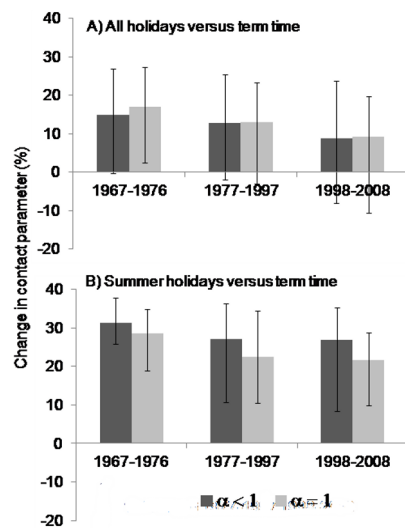 A) All holidays versus term time
40
30
20
10
0
-10
-20
1967-1976 1977-1997 1998-2008
Change in contact parameter (%)
B) Summer holidays versus term time
40
30
20
10
0
-10
-20
1967-1976 1977-1997 1998-2008
α < 1 α = 1